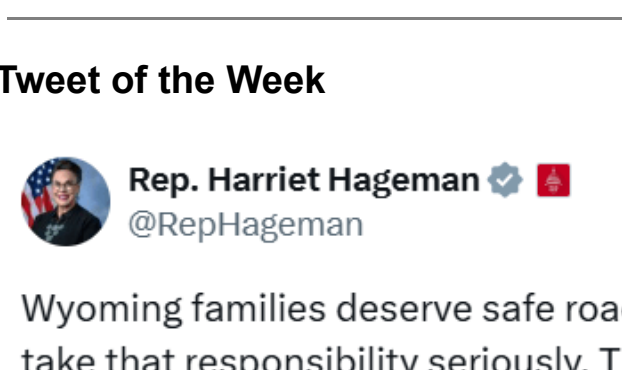 Tweet of the Week
Rep. Harriet Hageman
@RepHageman
Wyoming families deserve safe
take that responsibility seriously.